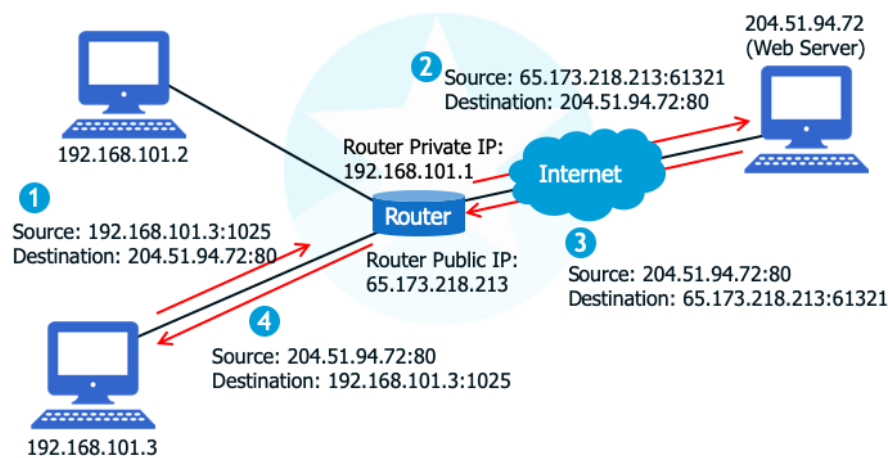 204.51.94.72
(Web Server)
2
Source: 65.173.218.213:61321
Destination: 204.51.94.72:80
192.168.101.2
Router Private IP:
192.168.101.1
Internet
1
Source: 192.168.101.3:1025
Destination: 204.51.94.72:80
Router
Router Public IP:
65.173.218.213
3
Source: 204.51.94.72:80
Destination: 65.173.218.213:61321
4
Source: 204.51.94.72:80
Destination: 192.168.101.3:1025
192.168.101.3